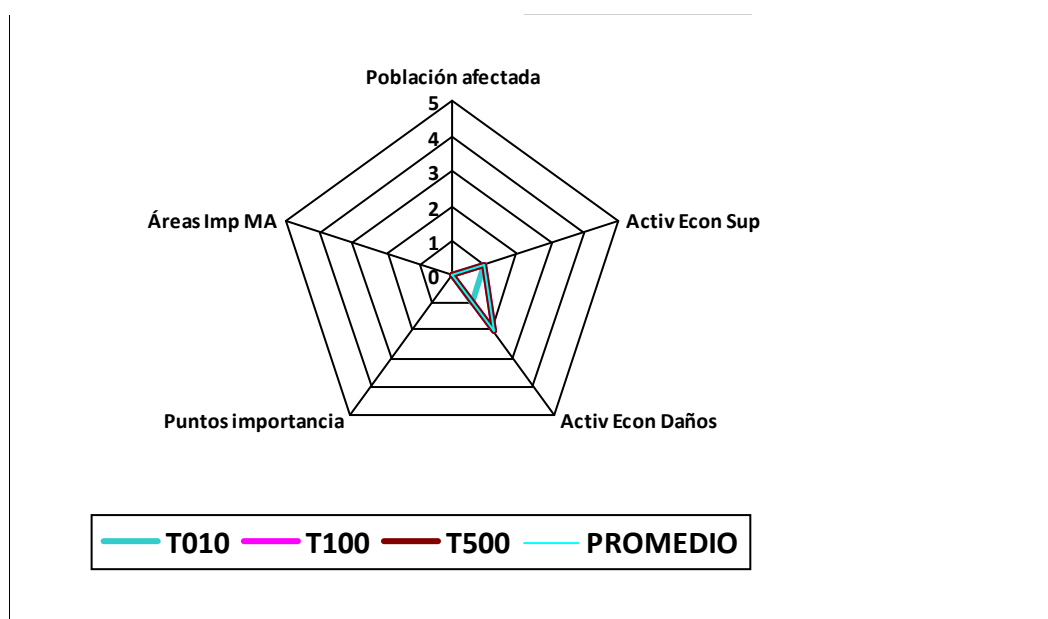 Población afectada
5
4
3
2
1
0
Áreas Imp MA
Activ Econ Sup
Puntos importancia
Activ Econ Daños
T010 T100 T500 PROMEDIO